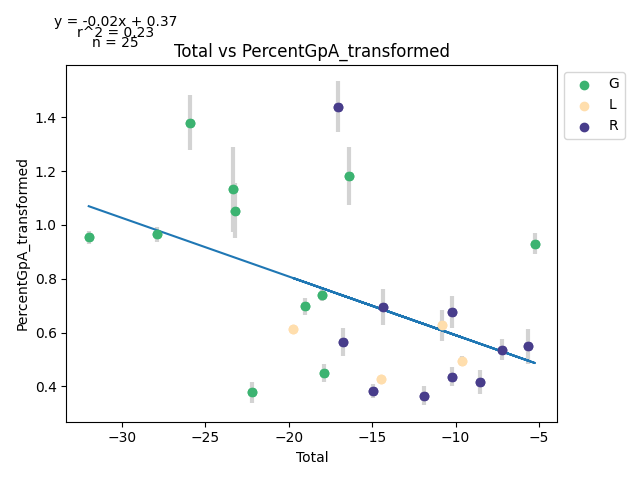 y = -0.02x + 0.37
r^2 = 0.23
n = 25
Total vs PercentGpA_transformed
G
L
R
PercentGpA_transformed
1.4
1.2
1.0
0.8
0.6
0.4
−30 −25 −20 −15 −10 −5
Total